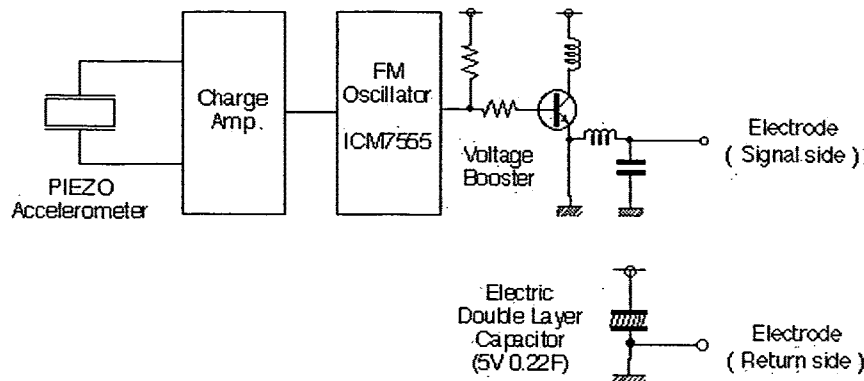 PIEZO
Accelerometer
Charge
Amp.
FM
Oscillator
ICM7555
Voltage
Booster
Electrode
( Signal side )
Electric
Double Layer
Capacitor
(5V 0.22F)
Electrode
( Return side )